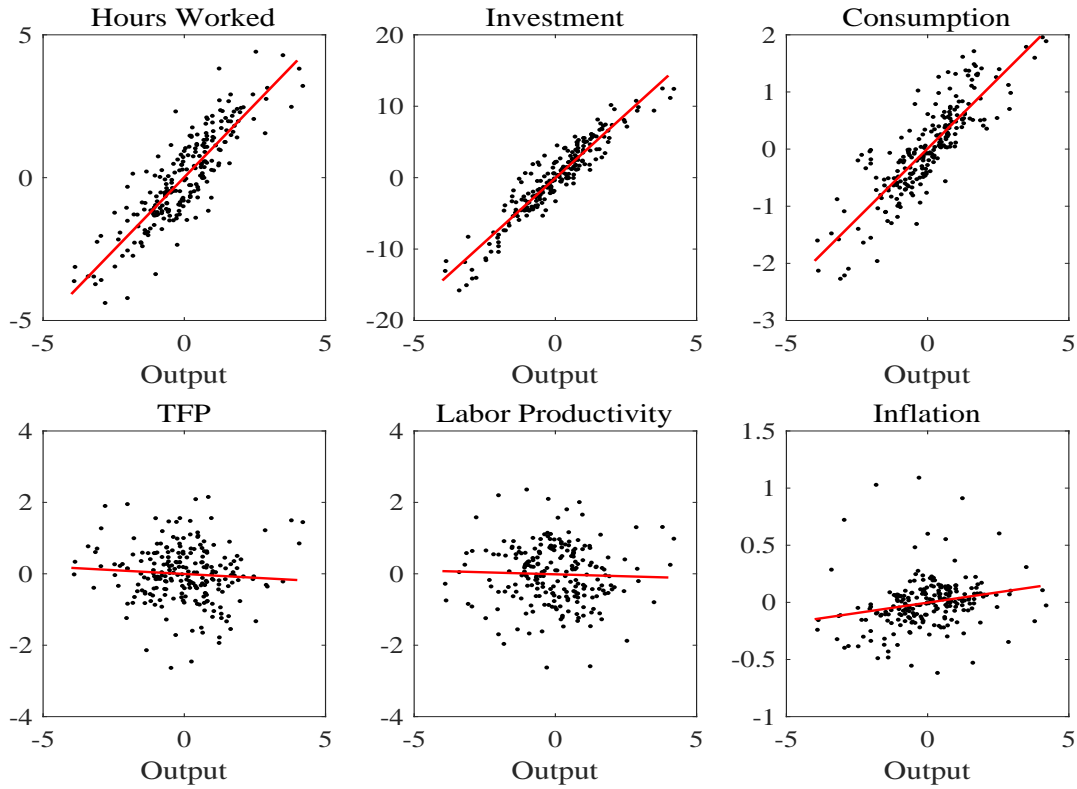 Hours Worked
5
0
-5
-5 0 5
Output
Investment
20
10
0
-10
-20
-5 0 5
Output
Consumption
2
1
0
-1
-2
-3
-5 0 5
Output
TFP
4
2
0
-2
-4
-5 0 5
Output
Labor Productivity
4
2
0
-2
-4
-5 0 5
Output
Inflation
1.5
1
0.5
0
-0.5
-1
-5 0 5
Output